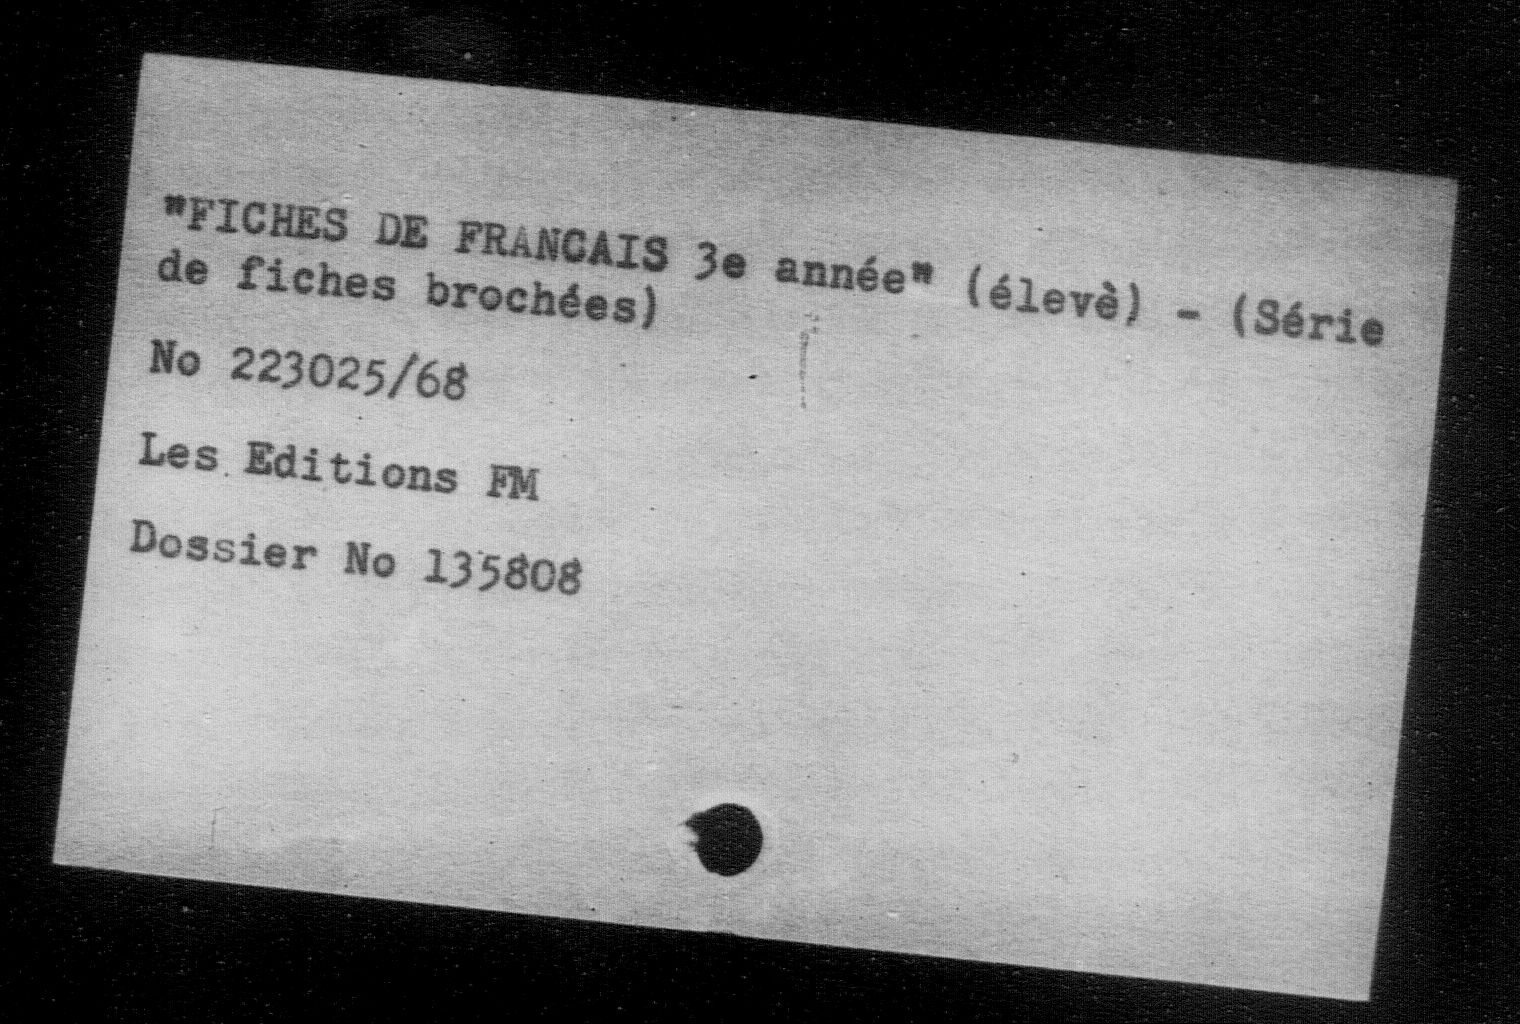 "FICHES DE FRANCAIS 3e année" (élevè) - (Série
de fiches brochées)
No 223025/68
Les Editions FM
Dossier No 135808